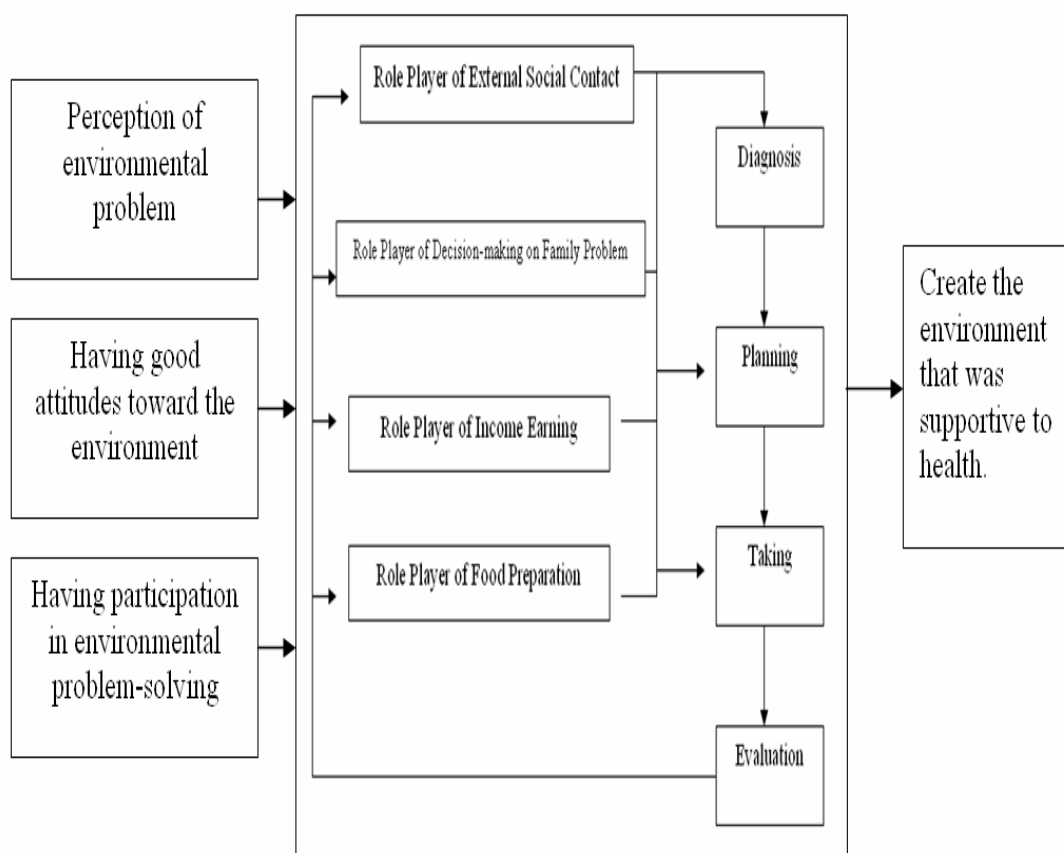 Perception of
environmental
problem
Having good
attitudes toward the
environment
Having participation
in environmental
problem-solving
Role Player of External Social Contact
Role Player of Decision-making on Family Problem
Role Player of Income Earning
Role Player of Food Preparation
Diagnosis
Planning
Taking
Evaluation
Create the
environment
that was
supportive to
health.